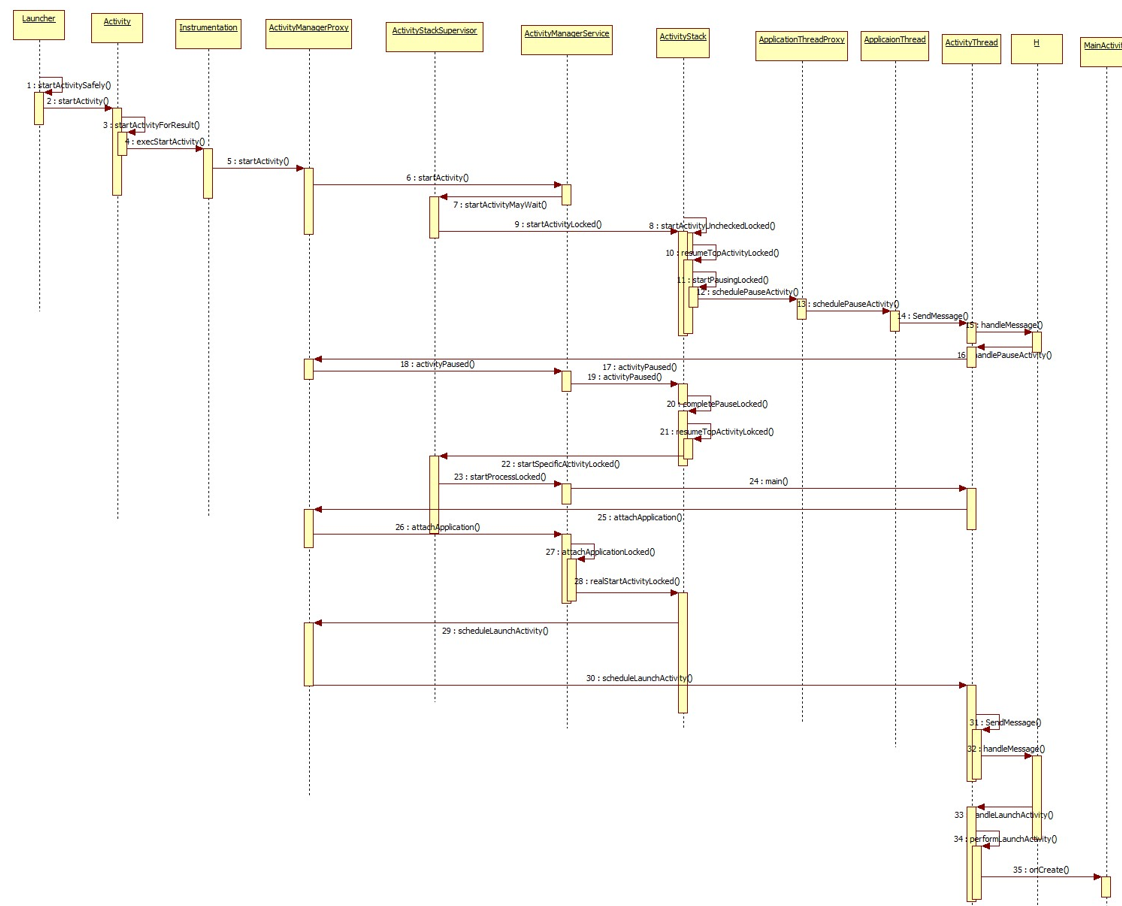 Launcher
Activity
Instrumentation
ActivityManagerProxy
ActivityStackSupervisor
ActivityManagerService
ActivityStack
ApplicationThreadProxy
ApplicaionThread
ActivityThread
H
MainActivit
1 : startActivitySafely()
2 : startActivity()
3 : startActivityForResult()
4 : execStartActivity()
5 : startActivity()
6 : startActivity()
7 : startActivityMayWait()
8 : startActivityUncheckedLocked()
9 : startActivityLocked()
10 : resumeTopActivityLocked()
11 : startPausingLocked()
12 : schedulePauseActivity()
13 : schedulePauseActivity()
14 : SendMessage()
15 : handleMessage()
16 : handlePauseActivity()
17 : activityPaused()
18 : activityPaused()
19 : activityPaused()
20 : completePauseLocked()
21 : resumeTopActivityLokced()
22 : startSpecificActivityLocked()
23 : startProcessLocked()
24 : main()
25 : attachApplication()
26 : attachApplication()
27 : attachApplicationLocked()
28 : realStartActivityLocked()
29 : scheduleLaunchActivity()
30 : scheduleLaunchActivity()
31 : SendMessage()
32 : handleMessage()
33 : handleLaunchActivity()
34 : performLaunchActivity()
35 : onCreate()